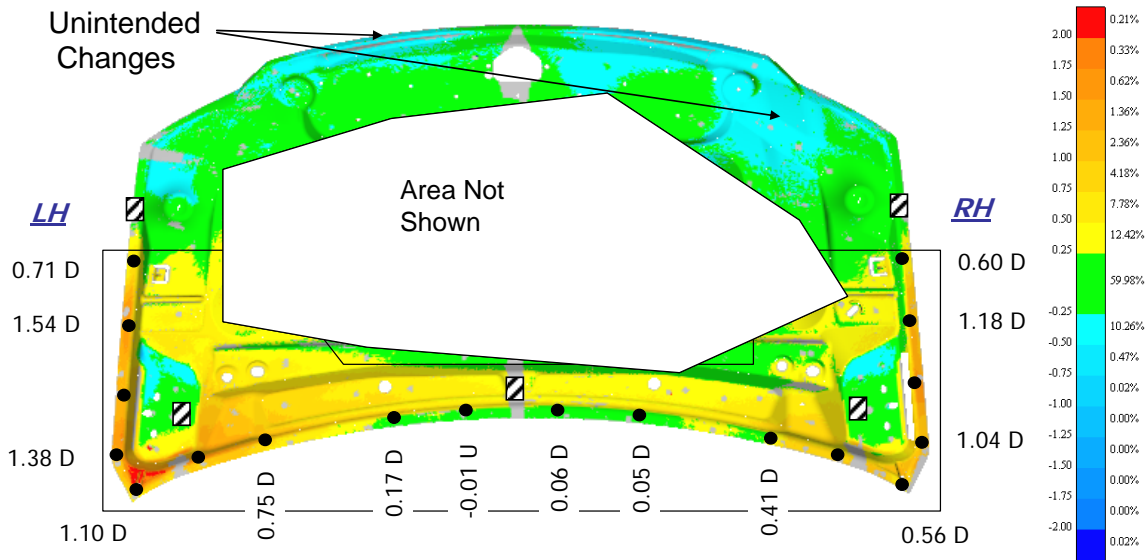 Unintended
Changes
Area Not
Shown
LH
0.71 D
1.54 D
1.38 D
1.10 D
0.75 D
0.17 D
-0.01 U
0.06 D
0.05 D
0.41 D
RH
0.60 D
1.18 D
1.04 D
0.56 D
2.00
1.75
1.50
1.25
1.00
0.75
0.50
0.25
-0.25
-0.50
-0.75
-1.00
-1.25
-1.50
-1.75
-2.00
0.21%
0.33%
0.62%
1.36%
2.36%
4.18%
7.78%
12.42%
59.98%
10.26%
0.47%
0.02%
0.00%
0.00%
0.00%
0.00%
0.02%